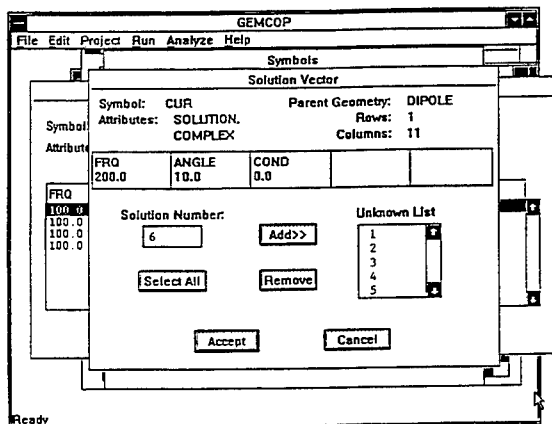 GEMCOP
File Edit Project Run Analyze Help
Symbols
Solution Vector
Symbol: CUR Parent Geometry: DIPOLE
Attributes: SOLUTION, Rows: 1
COMPLEX Columns: 11
Symbol
Attribute
FRQ ANGLE COND
200.0 10.0 0.0
FRQ
100.0
100.0
100.0
100.0
Solution Number: Unknown List
6 Add>> 1
2
3
4
5
Select All Remove
Accept Cancel
Ready